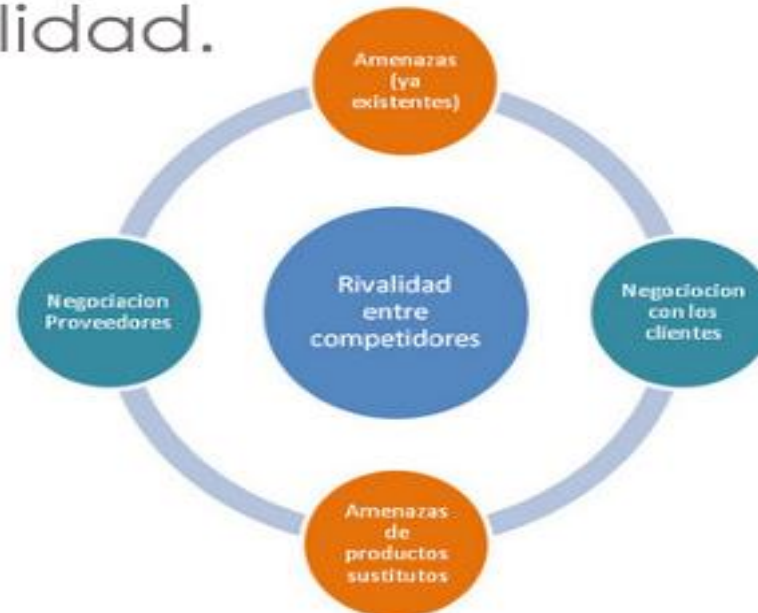 lidad.
Amenazas
(ya
existentes)
Negociacion
Proveedores
Rivalidad
entre
competidores
Negociocion
con los
clientes
Amenazas
de
productos
sustitutos